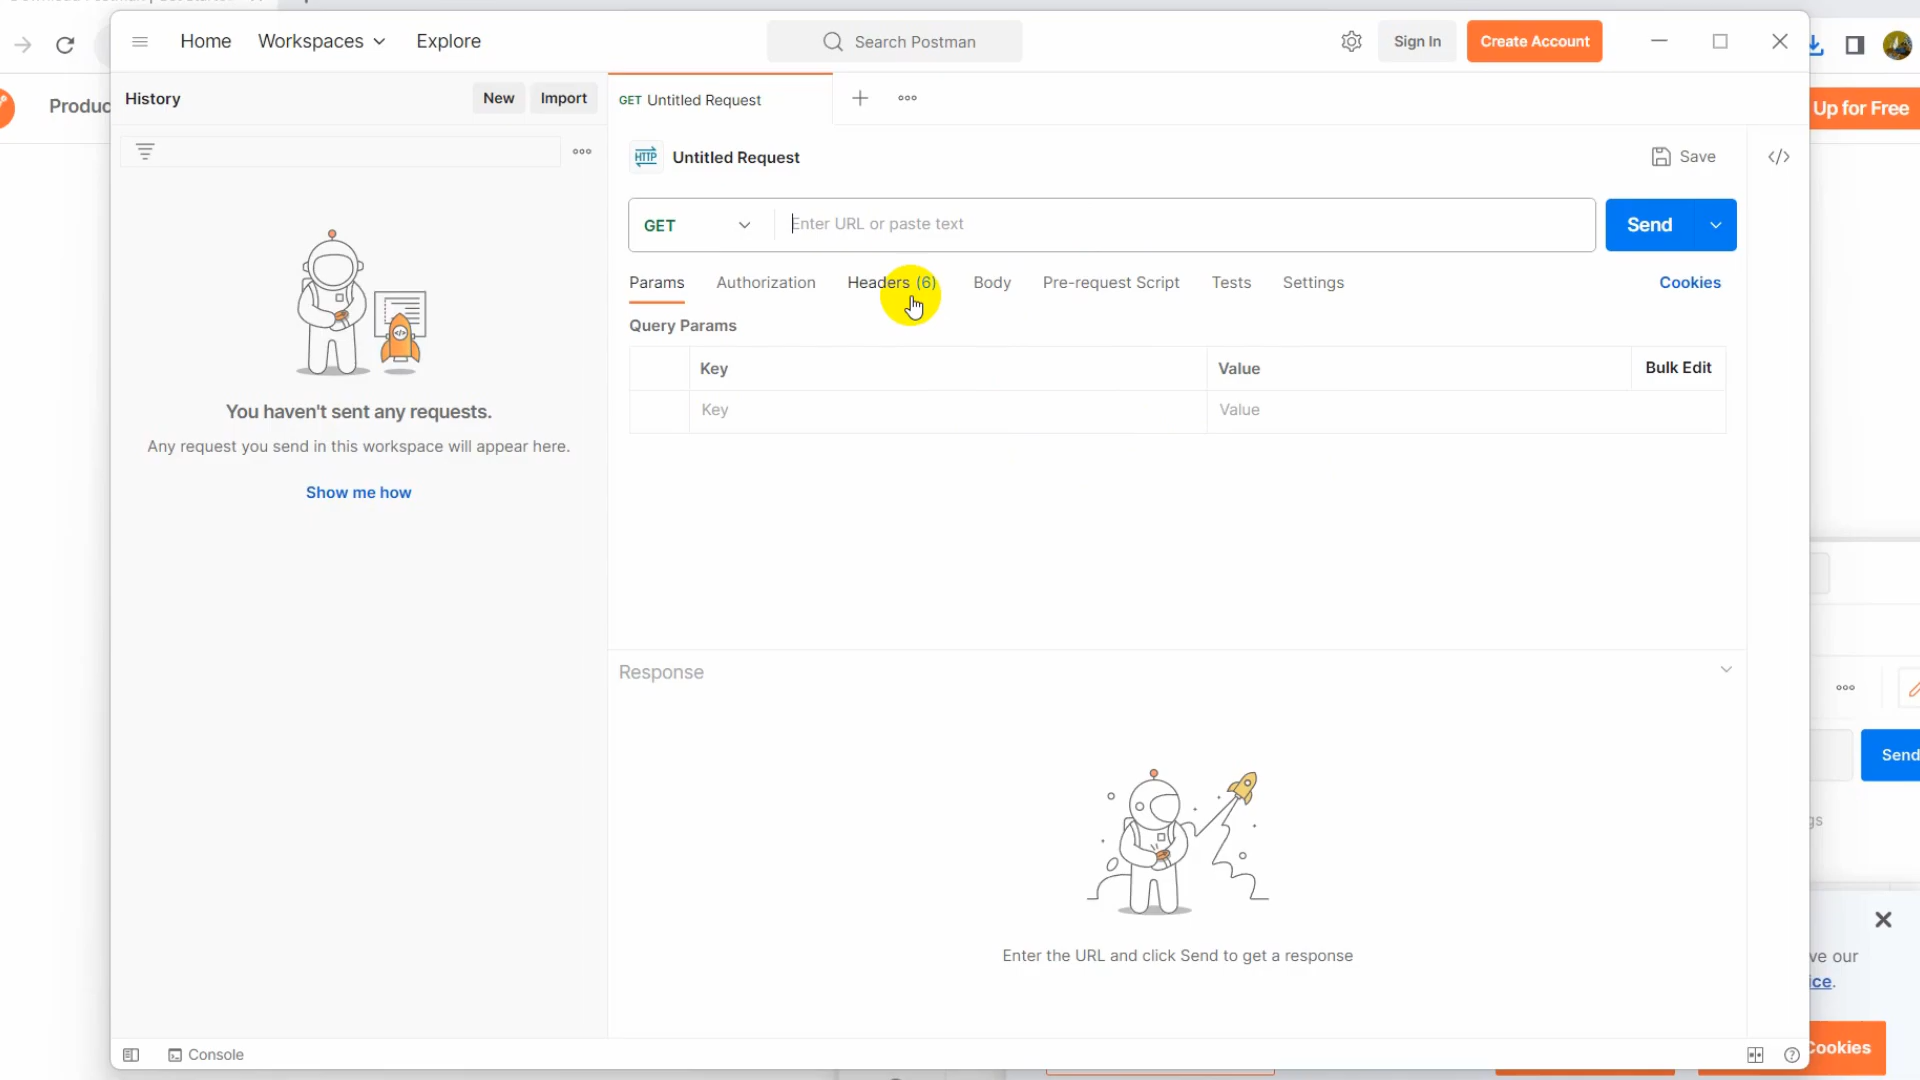 Home Workspaces Explore Search Postman Sign In Create Account
Produc
History New Import GET Untitled Request
Up for Free
HTTP Untitled Request Save </>
GET Enter URL or paste text Send
Params Authorization Headers (6) Body Pre-request Script Tests Settings Cookies
Query Params
Key Value Bulk Edit
Key Value
You haven't sent any requests.
Any request you send in this workspace will appear here.
Show me how
Response
Send
gs
Enter the URL and click Send to get a response
ve our
ice.
Console
Cookies